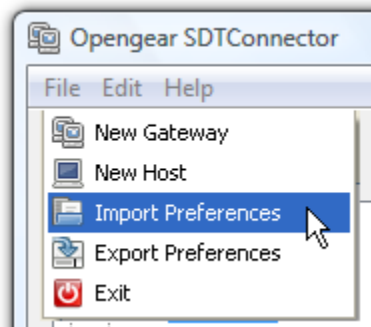 Opengear SDTConnector
File Edit Help
New Gateway
New Host
Import Preferences
Export Preferences
Exit